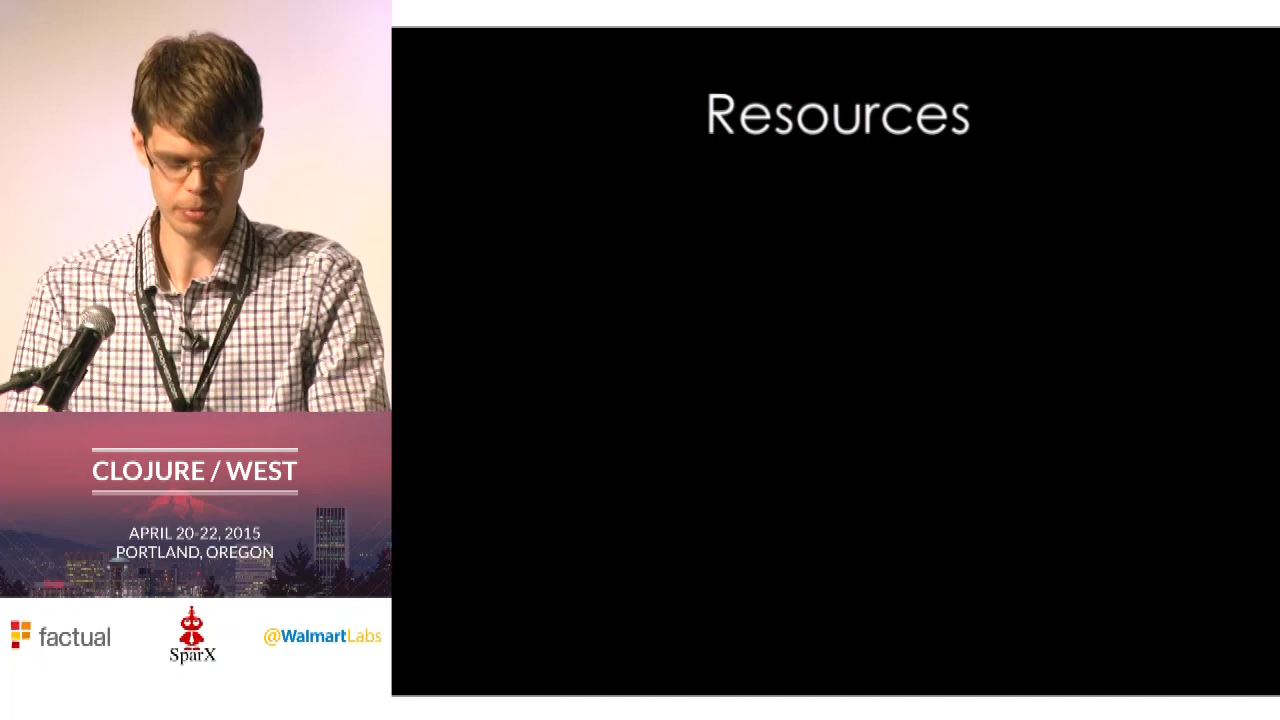 Resources
CLOJURE / WEST
APRIL 20-22, 2015
PORTLAND, OREGON
factual
SparX
@WalmartLabs